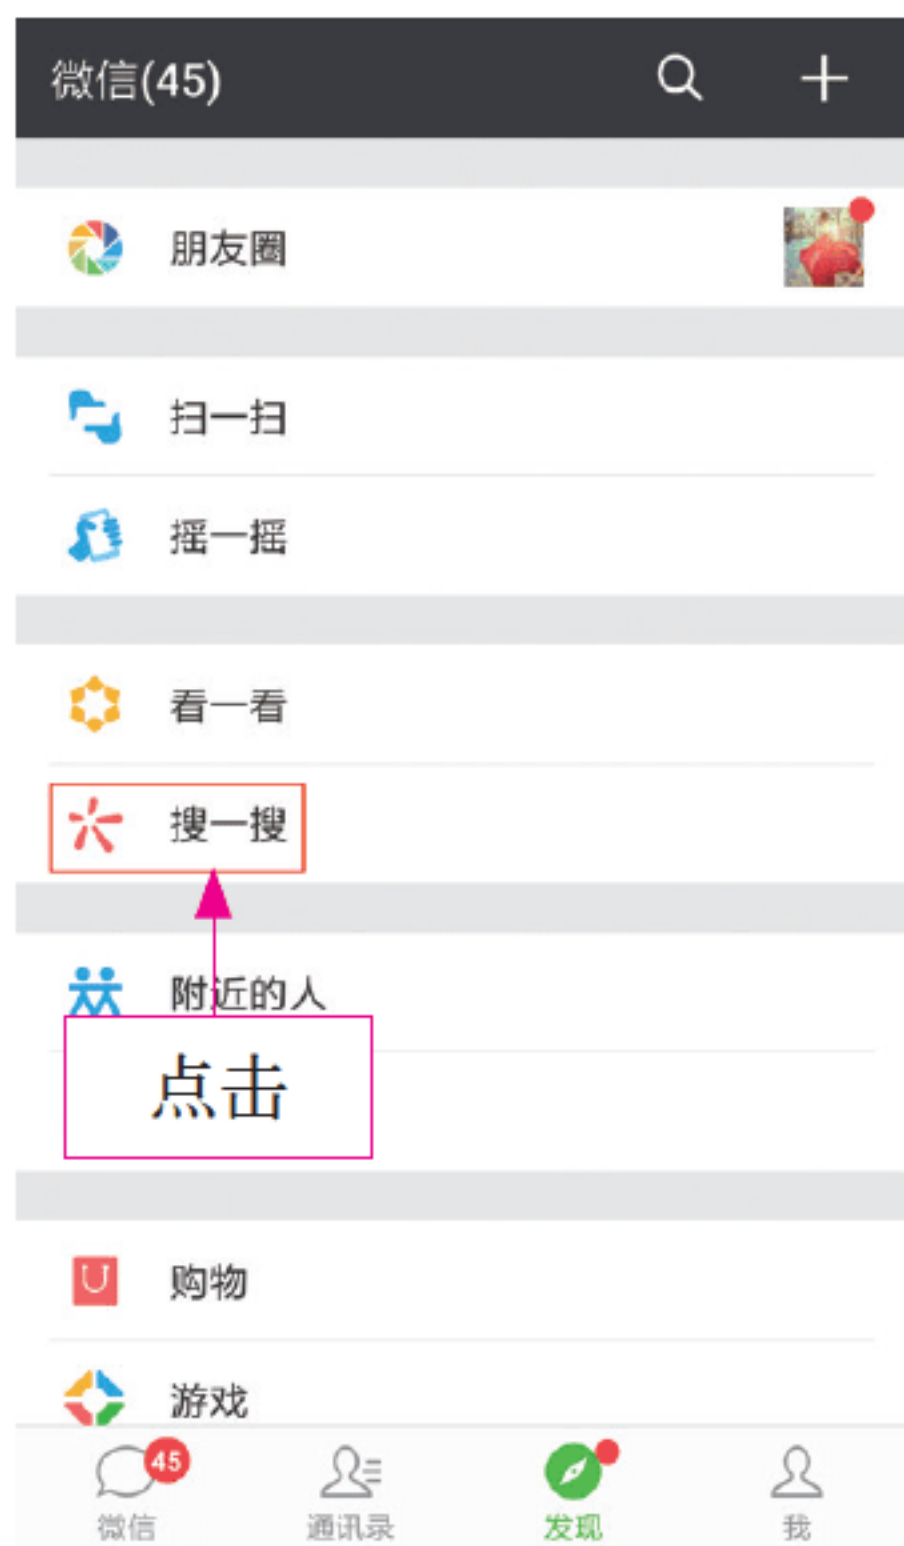 微信(45)
朋友圈
扫一扫
摇一摇
看一看
搜一搜
附近的人
点击
购物
游戏
45
微信
通讯录
发现
我